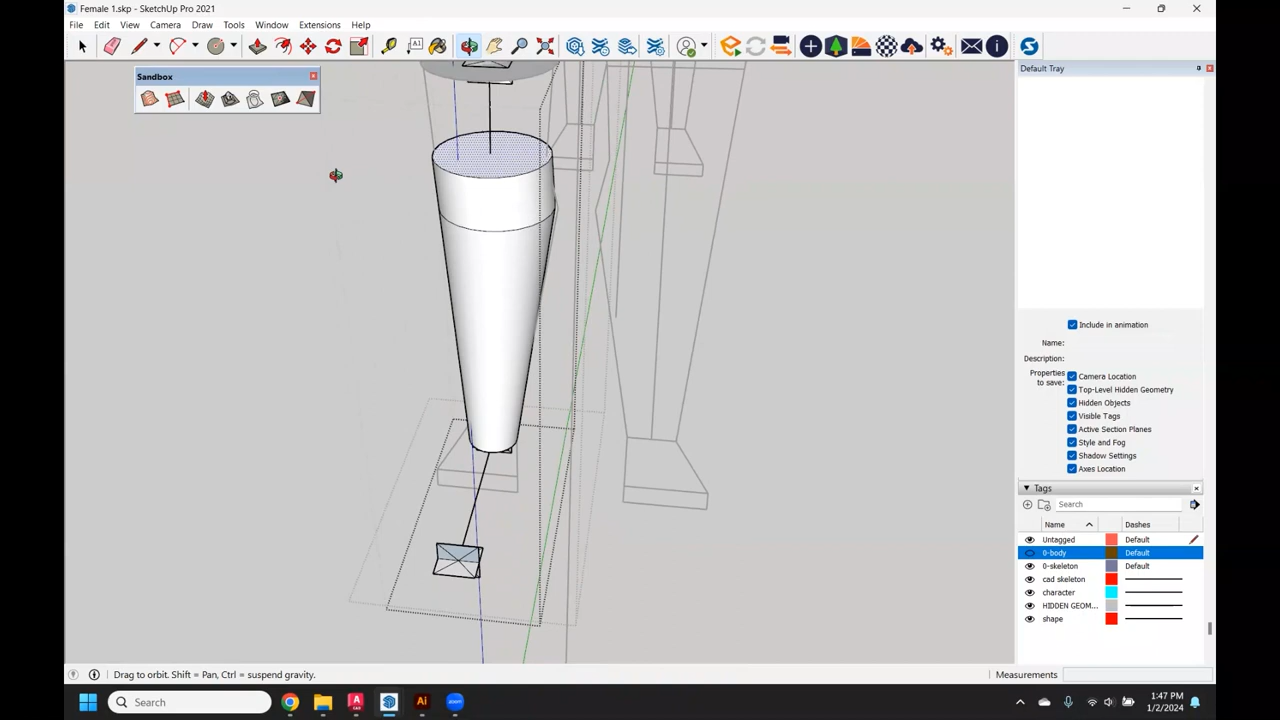 Female 1.skp - SketchUp Pro 2021
File Edit View Camera Draw Tools Window Extensions Help
A1
Sandbox
Default Tray
Include in animation
Name:
Description:
Properties to save:
Camera Location
Top-Level Hidden Geometry
Hidden Objects
Visible Tags
Active Section Planes
Style and Fog
Shadow Settings
Axes Location
Tags
Search
Name Dashes
Untagged Default
0-body Default
0-skeleton Default
cad skeleton
character
HIDDEN GEOM...
shape
Drag to orbit. Shift = Pan, Ctrl = suspend gravity.
Measurements
Search
1:47 PM
1/2/2024